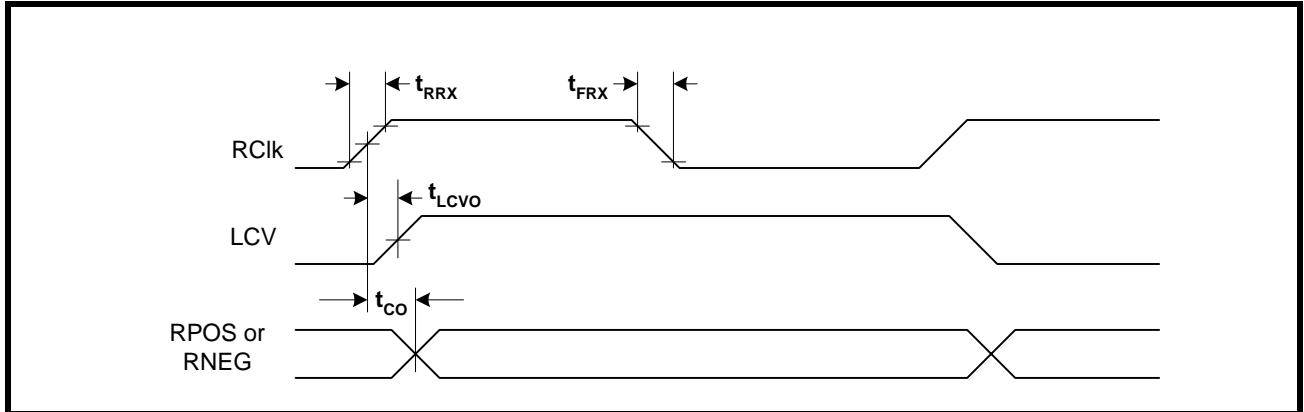 tRRX
tFRX
RClk
tLCVO
LCV
tCO
RPOS or
RNEG